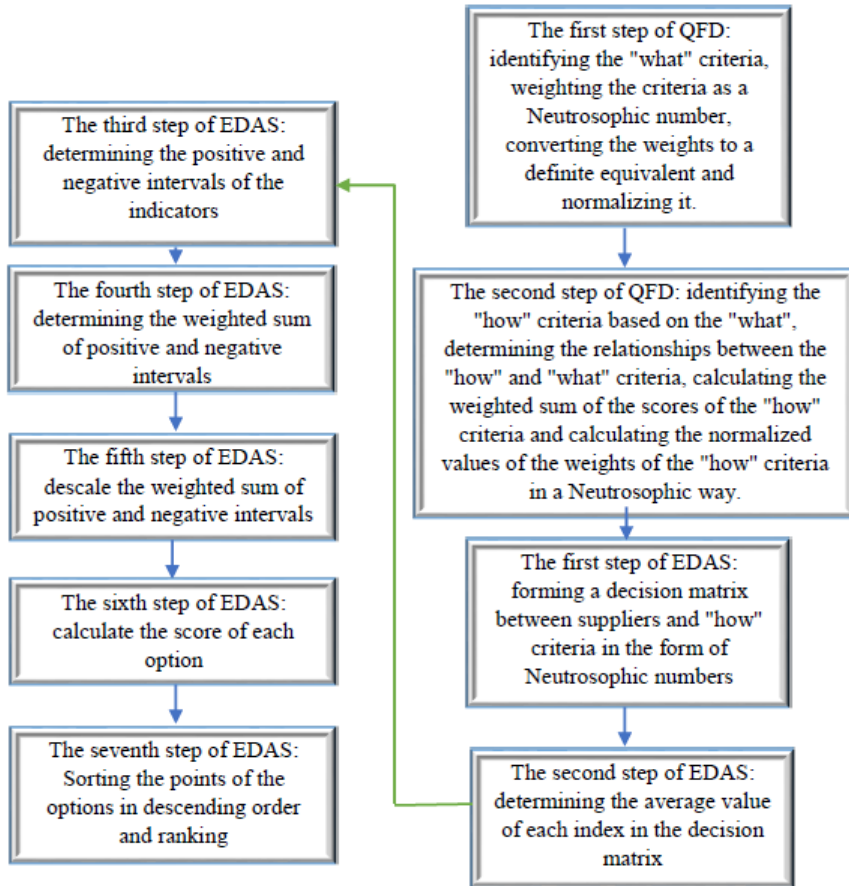 The first step of QFD:
identifying the "what" criteria,
weighting the criteria as a
Neutrosophic number,
converting the weights to a
definite equivalent and
normalizing it.
The second step of QFD: identifying the
"how" criteria based on the "what",
determining the relationships between the
"how" and "what" criteria, calculating the
weighted sum of the scores of the "how"
criteria and calculating the normalized
values of the weights of the "how" criteria
in a Neutrosophic way.
The first step of EDAS:
forming a decision matrix
between suppliers and "how"
criteria in the form of
Neutrosophic numbers
The second step of EDAS:
determining the average value
of each index in the decision
matrix
The third step of EDAS:
determining the positive and
negative intervals of the
indicators
The fourth step of EDAS:
determining the weighted sum
of positive and negative
intervals
The fifth step of EDAS:
descale the weighted sum of
positive and negative intervals
The sixth step of EDAS:
calculate the score of each
option
The seventh step of EDAS:
Sorting the points of the
options in descending order
and ranking